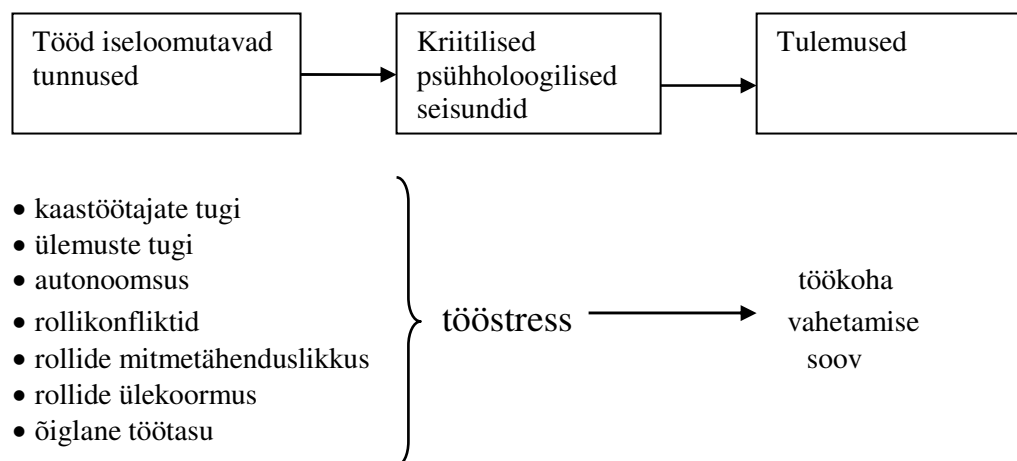 Tööd iseloomutavad
tunnused
Kriitilised
psühholoogilised
seisundid
Tulemused
• kaastöötajate tugi
• ülemuste tugi
• autonoomsus
• rollikonfliktid
• rollide mitmetähenduslikkus
• rollide ülekoormus
• õiglane töötasu
tööstress
töökoha
vahetamise
soov